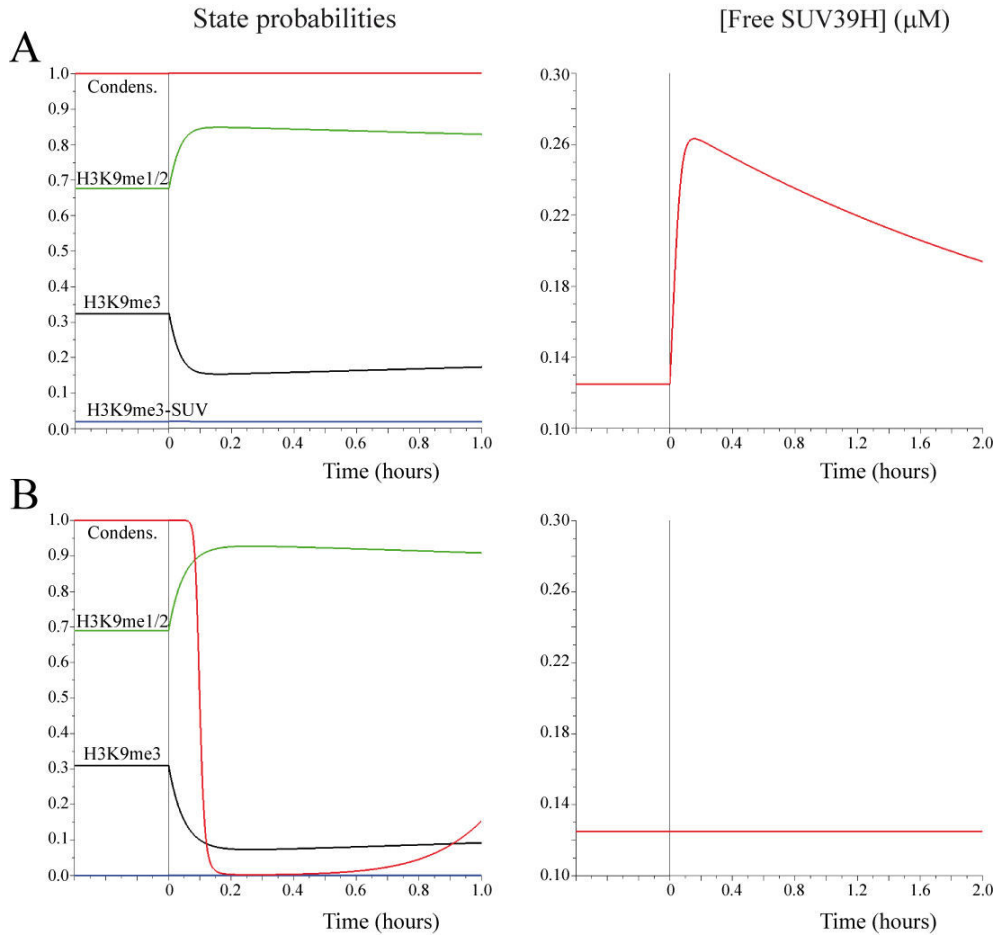 State probabilities
[Free SUV39H] (µM)
A
1.0
0.9
0.8
0.7
0.6
0.5
0.4
0.3
0.2
0.1
0.0
Condens.
H3K9me1/2
H3K9me3
H3K9me3-SUV
0 0.2 0.4 0.6 0.8 1.0
Time (hours)
0.30
0.26
0.22
0.18
0.14
0.10
0 0.4 0.8 1.2 1.6 2.0
Time (hours)
B
1.0
0.9
0.8
0.7
0.6
0.5
0.4
0.3
0.2
0.1
0.0
Condens.
H3K9me1/2
H3K9me3
0 0.2 0.4 0.6 0.8 1.0
Time (hours)
0.30
0.26
0.22
0.18
0.14
0.10
0 0.4 0.8 1.2 1.6 2.0
Time (hours)